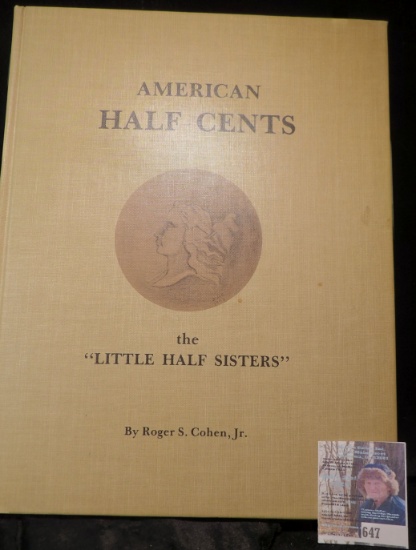 AMERICAN
HALF CENTS
the
“LITTLE HALF SISTERS”
By Roger S. Cohen, Jr.
647